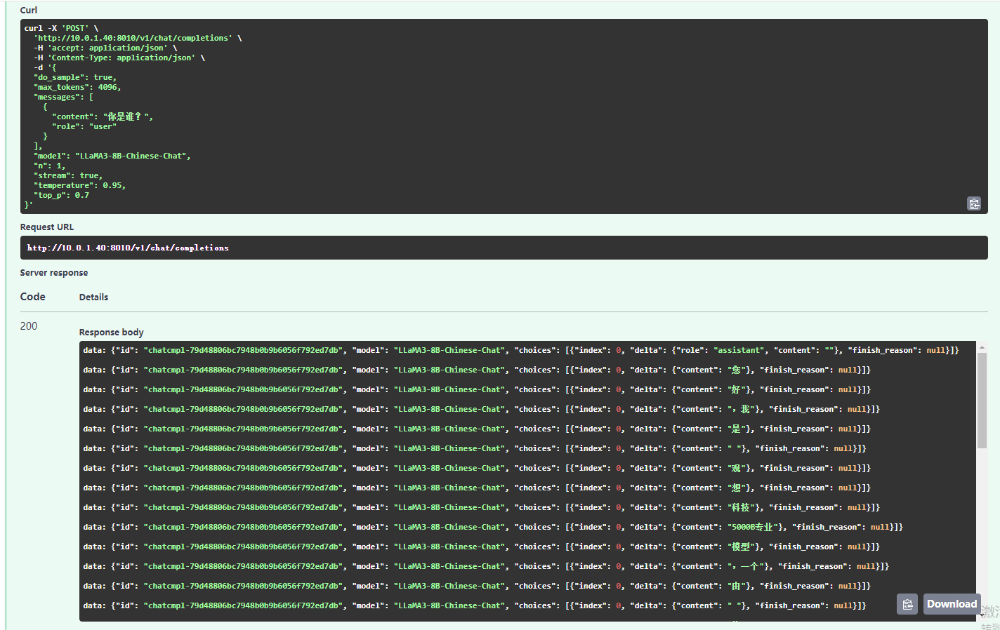 Curl
curl -X 'POST' \
'http://10.0.1.40:8010/v1/chat/completions' \
-H 'accept: application/json' \
-H 'Content-Type: application/json' \
-d '{
"do_sample": true,
"max_tokens": 4096,
"messages": [
{
"content": "你是谁？",
"role": "user"
}
],
"model": "LLaMA3-8B-Chinese-Chat",
"n": 1,
"stream": true,
"temperature": 0.95,
"top_p": 0.7
}'
Request URL
http://10.0.1.40:8010/v1/chat/completions
Server response
Code Details
200
Response body
data: {"id": "chatcmpl-79d48806bc7948b0b9b6056f792ed7db", "model": "LLaMA3-8B-Chinese-Chat", "choices": [{"index": 0, "delta": {"role": "assistant", "content": ""}, "finish_reason": null}]}
data: {"id": "chatcmpl-79d48806bc7948b0b9b6056f792ed7db", "model": "LLaMA3-8B-Chinese-Chat", "choices": [{"index": 0, "delta": {"content": "您"}, "finish_reason": null}]}
data: {"id": "chatcmpl-79d48806bc7948b0b9b6056f792ed7db", "model": "LLaMA3-8B-Chinese-Chat", "choices": [{"index": 0, "delta": {"content": "好"}, "finish_reason": null}]}
data: {"id": "chatcmpl-79d48806bc7948b0b9b6056f792ed7db", "model": "LLaMA3-8B-Chinese-Chat", "choices": [{"index": 0, "delta": {"content": "，我"}, "finish_reason": null}]}
data: {"id": "chatcmpl-79d48806bc7948b0b9b6056f792ed7db", "model": "LLaMA3-8B-Chinese-Chat", "choices": [{"index": 0, "delta": {"content": "是"}, "finish_reason": null}]}
data: {"id": "chatcmpl-79d48806bc7948b0b9b6056f792ed7db", "model": "LLaMA3-8B-Chinese-Chat", "choices": [{"index": 0, "delta": {"content": " "}, "finish_reason": null}]}
data: {"id": "chatcmpl-79d48806bc7948b0b9b6056f792ed7db", "model": "LLaMA3-8B-Chinese-Chat", "choices": [{"index": 0, "delta": {"content": "观"}, "finish_reason": null}]}
data: {"id": "chatcmpl-79d48806bc7948b0b9b6056f792ed7db", "model": "LLaMA3-8B-Chinese-Chat", "choices": [{"index": 0, "delta": {"content": "想"}, "finish_reason": null}]}
data: {"id": "chatcmpl-79d48806bc7948b0b9b6056f792ed7db", "model": "LLaMA3-8B-Chinese-Chat", "choices": [{"index": 0, "delta": {"content": "科技"}, "finish_reason": null}]}
data: {"id": "chatcmpl-79d48806bc7948b0b9b6056f792ed7db", "model": "LLaMA3-8B-Chinese-Chat", "choices": [{"index": 0, "delta": {"content": "5000B专业"}, "finish_reason": null}]}
data: {"id": "chatcmpl-79d48806bc7948b0b9b6056f792ed7db", "model": "LLaMA3-8B-Chinese-Chat", "choices": [{"index": 0, "delta": {"content": "模型"}, "finish_reason": null}]}
data: {"id": "chatcmpl-79d48806bc7948b0b9b6056f792ed7db", "model": "LLaMA3-8B-Chinese-Chat", "choices": [{"index": 0, "delta": {"content": "，一个"}, "finish_reason": null}]}
data: {"id": "chatcmpl-79d48806bc7948b0b9b6056f792ed7db", "model": "LLaMA3-8B-Chinese-Chat", "choices": [{"index": 0, "delta": {"content": "由"}, "finish_reason": null}]}
data: {"id": "chatcmpl-79d48806bc7948b0b9b6056f792ed7db", "model": "LLaMA3-8B-Chinese-Chat", "choices": [{"index": 0, "delta": {"content": " "}, "finish_reason": null}]}
Download
激
转到